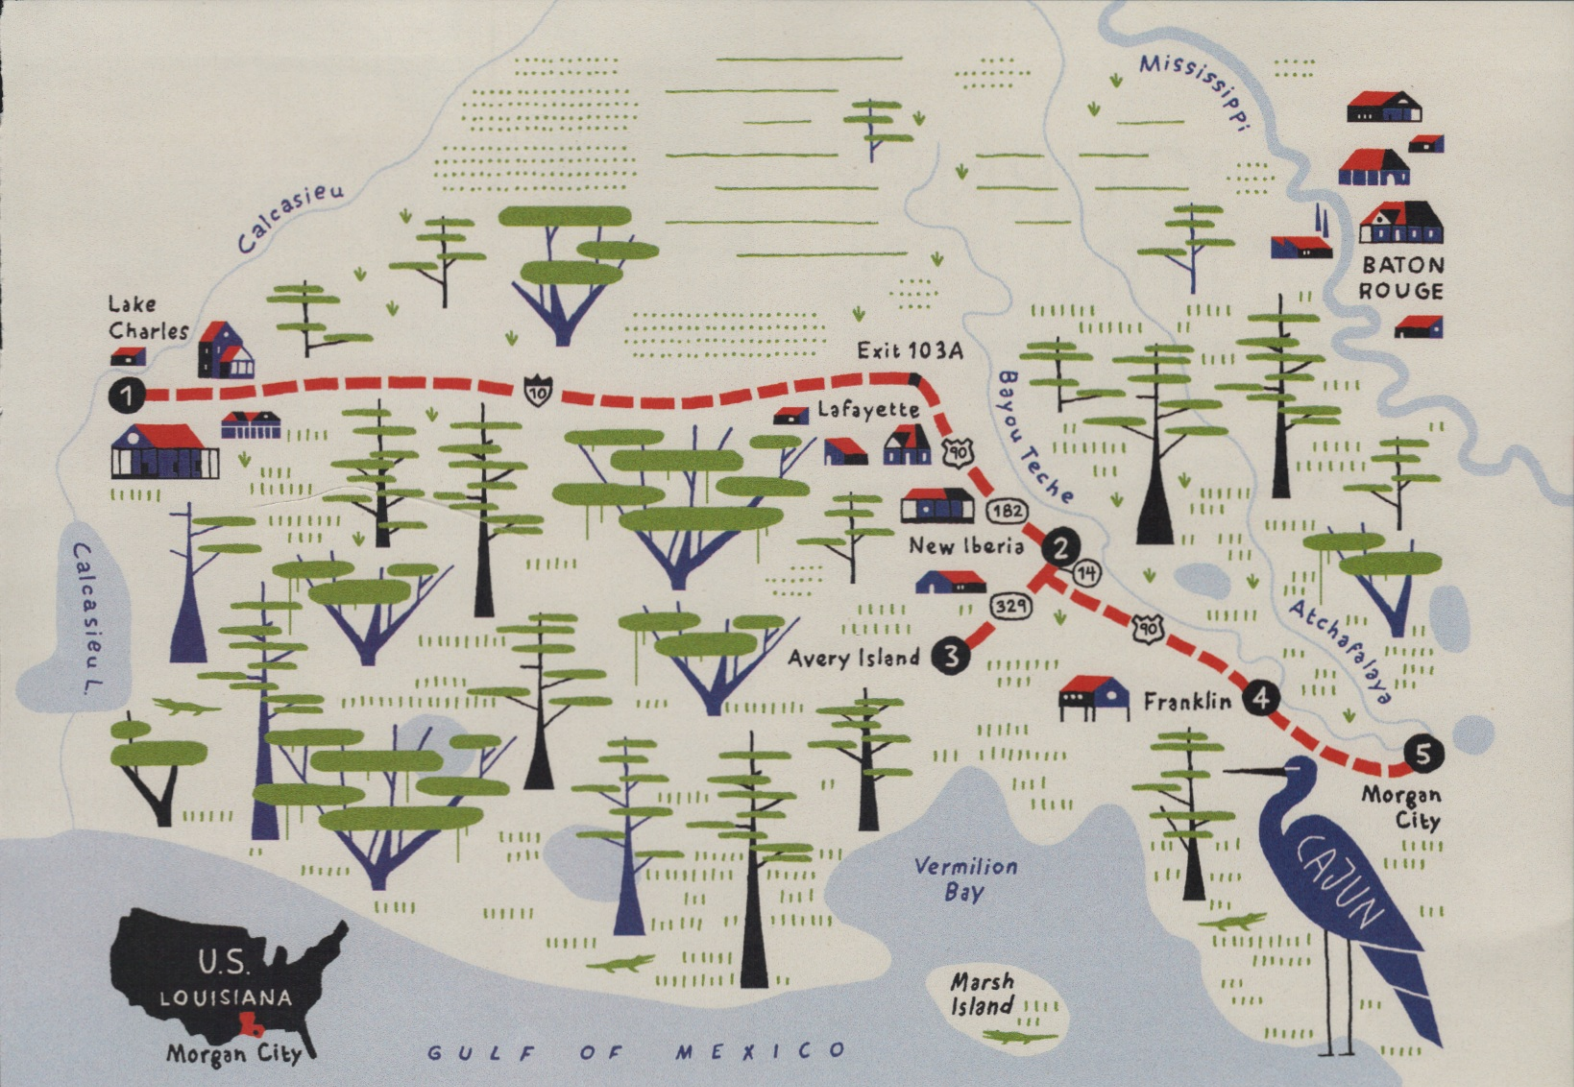 Mississippi
Calcasieu
BATON
ROUGE
Lake
Charles
Exit 103A
1
10
Lafayette
Bayou Teche
90
182
New Iberia
2
14
329
Calcasieu L.
Avery Island
3
90
Atchafalaya
Franklin
4
5
Morgan
City
CAJUN
Vermilion
Bay
U.S.
LOUISIANA
Morgan City
Marsh
Island
GULF OF MEXICO